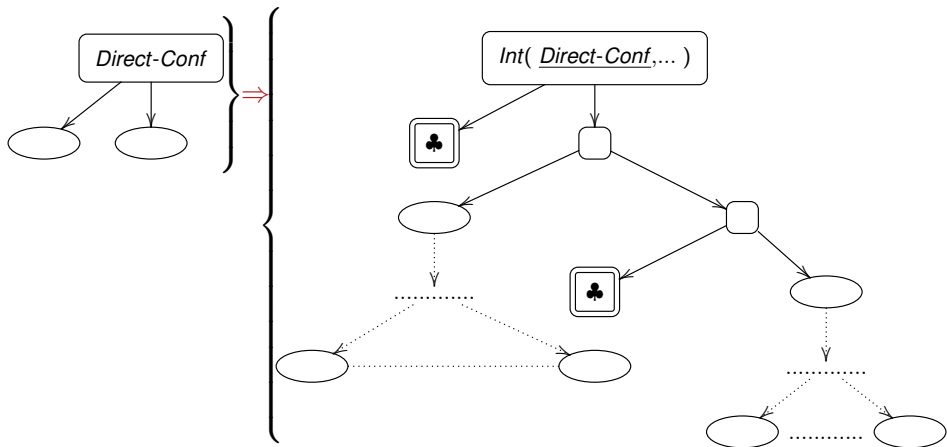 Direct-Conf
⇒
Int( Direct-Conf,... )
♣
♣